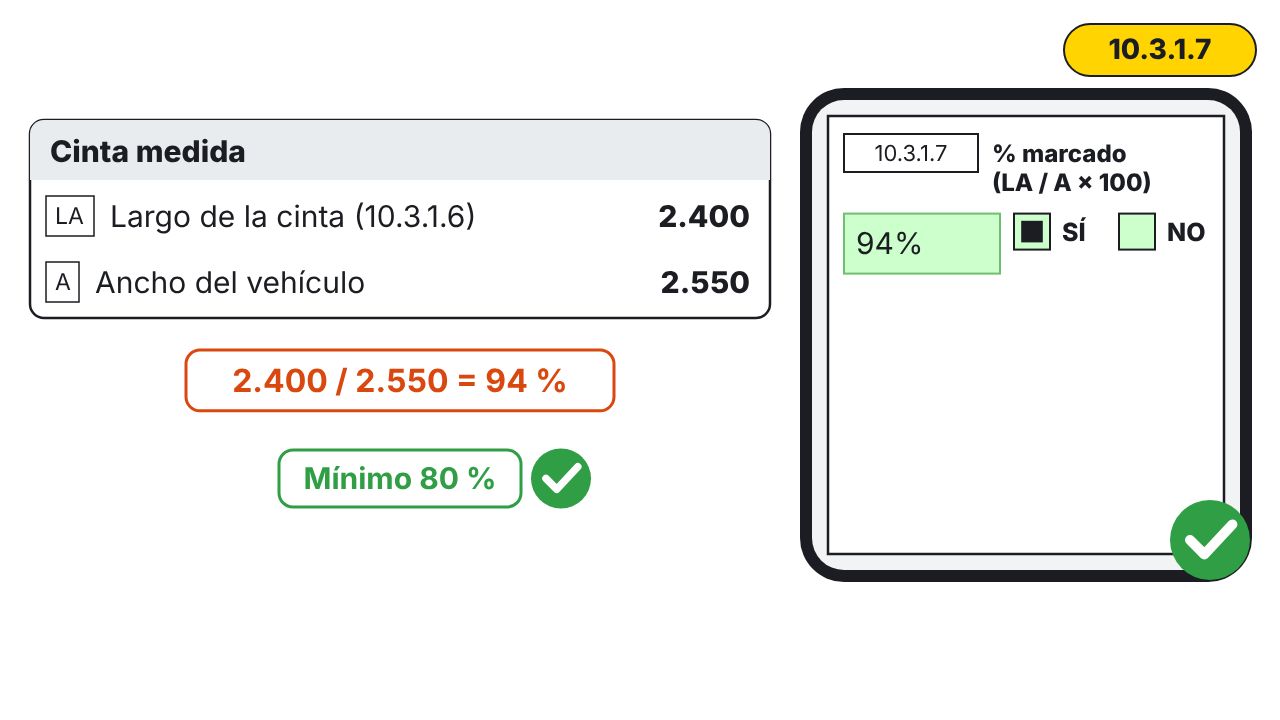 10.3.1.7
Cinta medida
LA Largo de la cinta (10.3.1.6) 2.400
A Ancho del vehículo 2.550
2.400 / 2.550 = 94 %
Mínimo 80 %
10.3.1.7 % marcado
(LA / A × 100)
94% SÍ NO